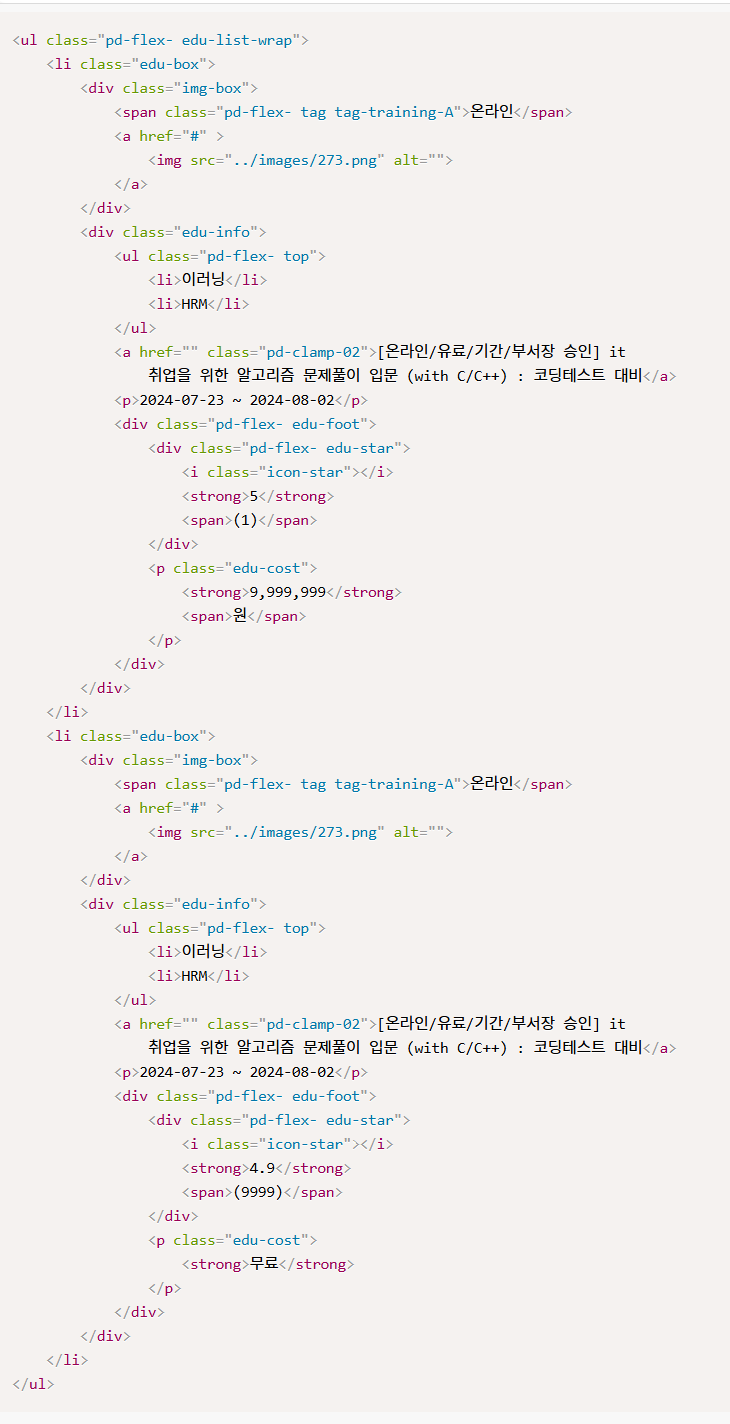 <ul class="pd-flex- edu-list-wrap">
    <li class="edu-box">
        <div class="img-box">
            <span class="pd-flex- tag tag-training-A">온라인</span>
            <a href="#" >
                <img src="../images/273.png" alt="">
            </a>
        </div>
        <div class="edu-info">
            <ul class="pd-flex- top">
                <li>이러닝</li>
                <li>HRM</li>
            </ul>
            <a href="" class="pd-clamp-02">[온라인/유료/기간/부서장 승인] it
                취업을 위한 알고리즘 문제풀이 입문 (with C/C++) : 코딩테스트 대비</a>
            <p>2024-07-23 ~ 2024-08-02</p>
            <div class="pd-flex- edu-foot">
                <div class="pd-flex- edu-star">
                    <i class="icon-star"></i>
                    <strong>5</strong>
                    <span>(1)</span>
                </div>
                <p class="edu-cost">
                    <strong>9,999,999</strong>
                    <span>원</span>
                </p>
            </div>
        </div>
    </li>
    <li class="edu-box">
        <div class="img-box">
            <span class="pd-flex- tag tag-training-A">온라인</span>
            <a href="#" >
                <img src="../images/273.png" alt="">
            </a>
        </div>
        <div class="edu-info">
            <ul class="pd-flex- top">
                <li>이러닝</li>
                <li>HRM</li>
            </ul>
            <a href="" class="pd-clamp-02">[온라인/유료/기간/부서장 승인] it
                취업을 위한 알고리즘 문제풀이 입문 (with C/C++) : 코딩테스트 대비</a>
            <p>2024-07-23 ~ 2024-08-02</p>
            <div class="pd-flex- edu-foot">
                <div class="pd-flex- edu-star">
                    <i class="icon-star"></i>
                    <strong>4.9</strong>
                    <span>(9999)</span>
                </div>
                <p class="edu-cost">
                    <strong>무료</strong>
                </p>
            </div>
        </div>
    </li>
</ul>